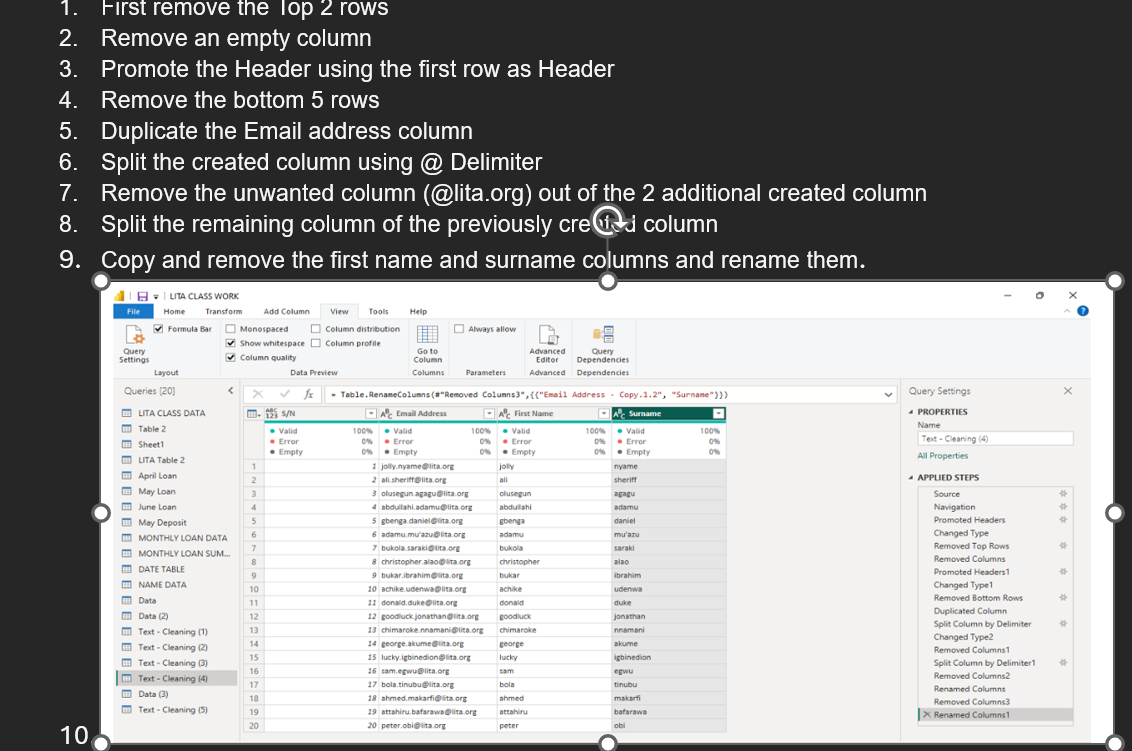 1. First remove the Top 2 rows
2. Remove an empty column
3. Promote the Header using the first row as Header
4. Remove the bottom 5 rows
5. Duplicate the Email address column
6. Split the created column using @ Delimiter
7. Remove the unwanted column (@lita.org) out of the 2 additional created column
8. Split the remaining column of the previously created column
9. Copy and remove the first name and surname columns and rename them.
10
LITA CLASS WORK
File Home Transform Add Column View Tools Help
Formula Bar Monospaced Column distribution Always allow
Show whitespace Column profile
Column quality
Query Settings
Go to Column
Advanced Editor
Query Dependencies
Layout Data Preview Columns Parameters Advanced Dependencies
Queries [20]
LITA CLASS DATA
Table 2
Sheet1
LITA Table 2
April Loan
May Loan
June Loan
May Deposit
MONTHLY LOAN DATA
MONTHLY LOAN SUM...
DATE TABLE
NAME DATA
Data
Data (2)
Text - Cleaning (1)
Text - Cleaning (2)
Text - Cleaning (3)
Text - Cleaning (4)
Data (3)
Text - Cleaning (5)
fx = Table.RenameColumns(#"Removed Columns3",{{"Email Address - Copy.1.2", "Surname"}})
ABC 123 S/N ABC Email Address ABC First Name ABC Surname
Valid 100% Valid 100% Valid 100% Valid 100%
Error 0% Error 0% Error 0% Error 0%
Empty 0% Empty 0% Empty 0% Empty 0%
1 1 jolly.nyame@lita.org jolly nyame
2 2 ali.sheriff@lita.org ali sheriff
3 3 olusegun.agagu@lita.org olusegun agagu
4 4 abdullahi.adamu@lita.org abdullahi adamu
5 5 gbenga.daniel@lita.org gbenga daniel
6 6 adamu.mu'azu@lita.org adamu mu'azu
7 7 bukola.saraki@lita.org bukola saraki
8 8 christopher.alao@lita.org christopher alao
9 9 bukar.ibrahim@lita.org bukar ibrahim
10 10 achike.udenwa@lita.org achike udenwa
11 11 donald.duke@lita.org donald duke
12 12 goodluck.jonathan@lita.org goodluck jonathan
13 13 chimaroke.nnamani@lita.org chimaroke nnamani
14 14 george.akume@lita.org george akume
15 15 lucky.igbinedion@lita.org lucky igbinedion
16 16 sam.egwu@lita.org sam egwu
17 17 bola.tinubu@lita.org bola tinubu
18 18 ahmed.makarfi@lita.org ahmed makarfi
19 19 attahiru.bafarawa@lita.org attahiru bafarawa
20 20 peter.obi@lita.org peter obi
Query Settings
PROPERTIES
Name
Text - Cleaning (4)
All Properties
APPLIED STEPS
Source
Navigation
Promoted Headers
Changed Type
Removed Top Rows
Removed Columns
Promoted Headers1
Changed Type1
Removed Bottom Rows
Duplicated Column
Split Column by Delimiter
Changed Type2
Removed Columns1
Split Column by Delimiter1
Removed Columns2
Renamed Columns
Removed Columns3
Renamed Columns1